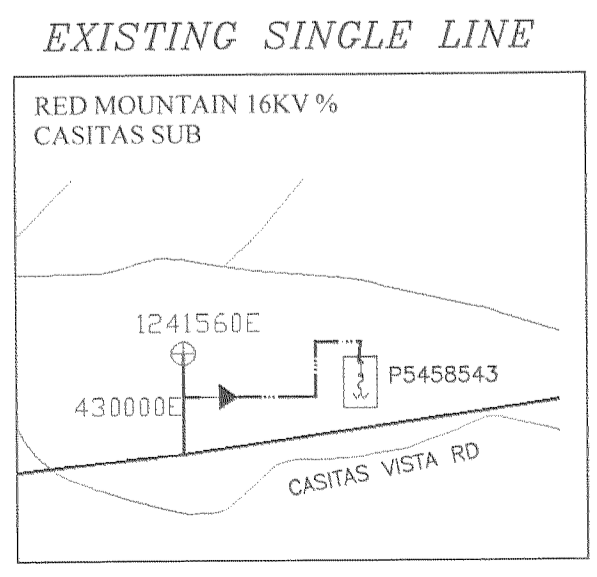 EXISTING SINGLE LINE
RED MOUNTAIN 16KV %
CASITAS SUB
1241560E
P5458543
430000E
CASITAS VISTA RD